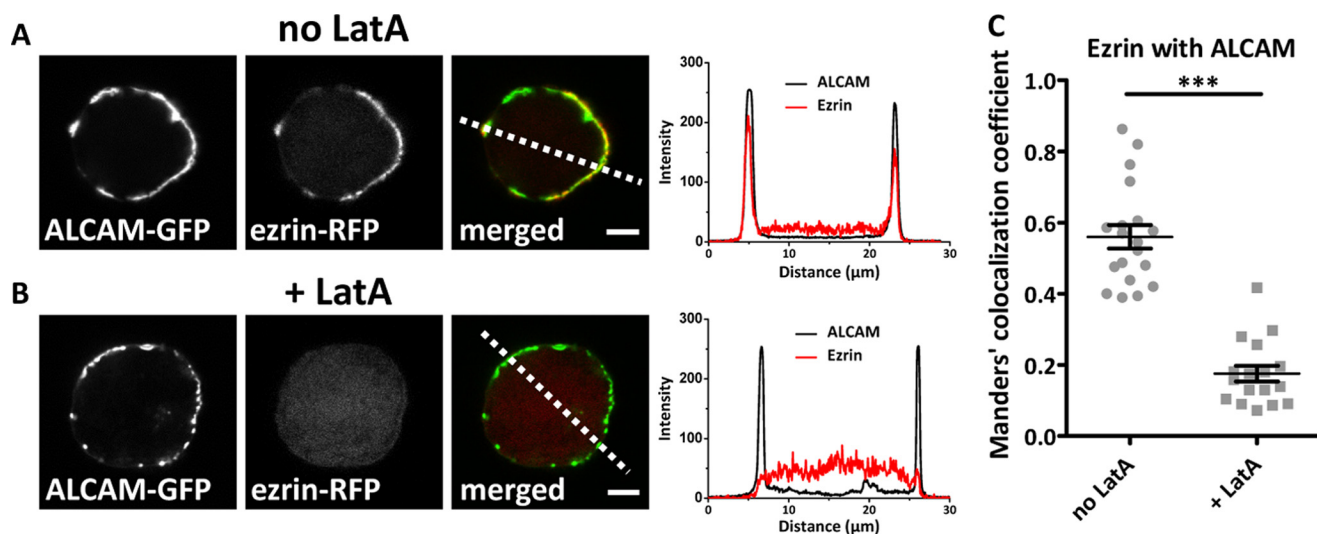 A
no LatA
ALCAM-GFP
ezrin-RFP
merged
300
200
100
0
Intensity
ALCAM
Ezrin
0
10
20
30
Distance (µm)
B
+ LatA
ALCAM-GFP
ezrin-RFP
merged
300
200
100
0
Intensity
ALCAM
Ezrin
0
10
20
30
Distance (µm)
C
Ezrin with ALCAM
***
Manders' colocalization coefficient
1.0
0.8
0.6
0.4
0.2
0.0
no LatA
+ LatA